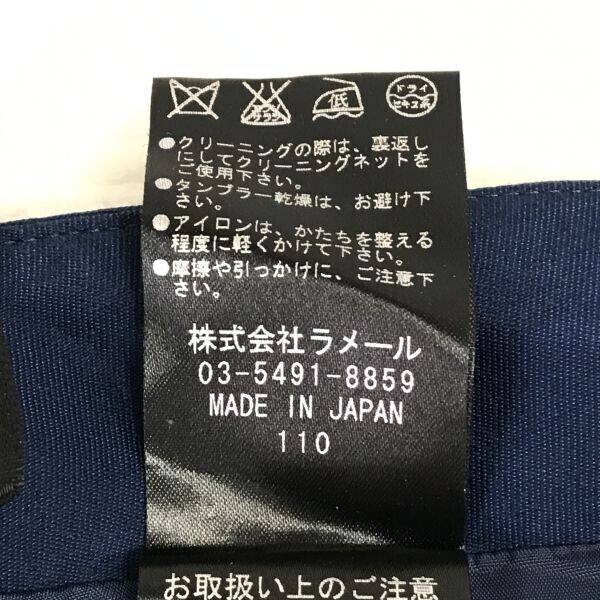 エンソサラシ
低
ドライ
セキユ系
●クリーニングの際は、裏返し
にしてクリーニングネットを
ご使用下さい。
●タンブラー乾燥は、お避け下
さい。
●アイロンは、かたちを整える
程度に軽くかけて下さい。
●摩擦や引っかけに、ご注意下
さい。
株式会社ラメール
03-5491-8859
MADE IN JAPAN
110
お取扱い上のご注意